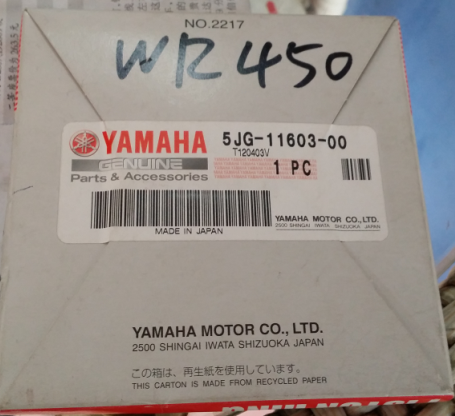 NO.2217
WR450
YAMAHA 5JG-11603-00
T120403V
GENUINE
1 PC
Parts & Accessories
YAMAHA MOTOR CO.,LTD.
2500 SHINGAI IWATA SHIZUOKA JAPAN
MADE IN JAPAN
YAMAHA MOTOR CO., LTD.
2500 SHINGAI IWATA SHIZUOKA JAPAN
この箱は、再生紙を使用しています。
THIS CARTON IS MADE FROM RECYCLED PAPER